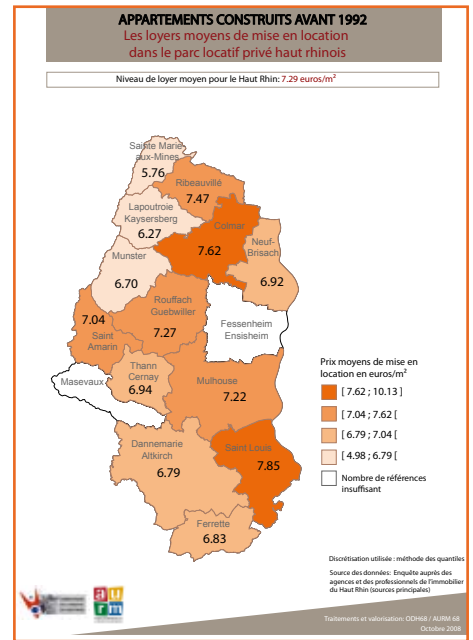 APPARTEMENTS CONSTRUITS AVANT 1992
Les loyers moyens de mise en location
dans le parc locatif privé haut rhinois
Niveau de loyer moyen pour le Haut Rhin: 7.29 euros/m²
Sainte Marie
aux-Mines
5.76
Ribeauvillé
7.47
Lapoutroie
Kaysersberg
6.27
Colmar
7.62
Neuf-
Brisach
6.92
Munster
6.70
Rouffach
Guebwiller
7.27
Fessenheim
Ensisheim
7.04
Saint
Amarin
Masevaux
Thann
Cernay
6.94
Mulhouse
7.22
Dannemarie
Altkirch
6.79
Saint Louis
7.85
Ferrette
6.83
Prix moyens de mise en
location en euros/m²
[ 7.62 ; 10.13 ]
[ 7.04 ; 7.62 [
[ 6.79 ; 7.04 [
[ 4.98 ; 6.79 [
Nombre de références
insuffisant
Discrétisation utilisée : méthode des quantiles
Source des données: Enquête auprès des
agences et des professionnels de l'immobilier
du Haut Rhin (sources principales)
au
rm
Traitements et valorisation: ODH68 / AURM 68
Octobre 2008